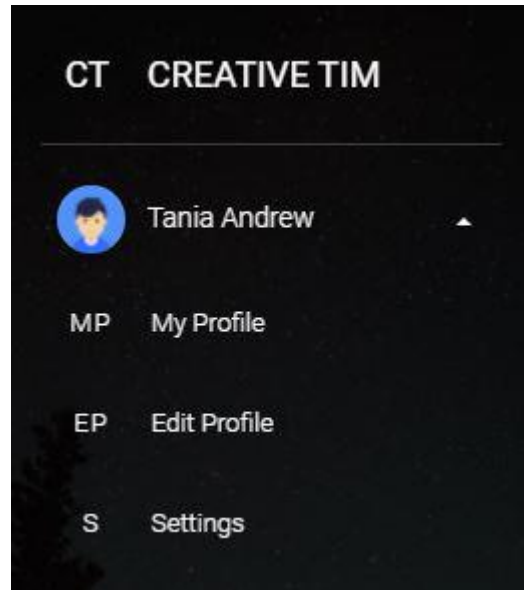 CT CREATIVE TIM
Tania Andrew
MP My Profile
EP Edit Profile
S Settings